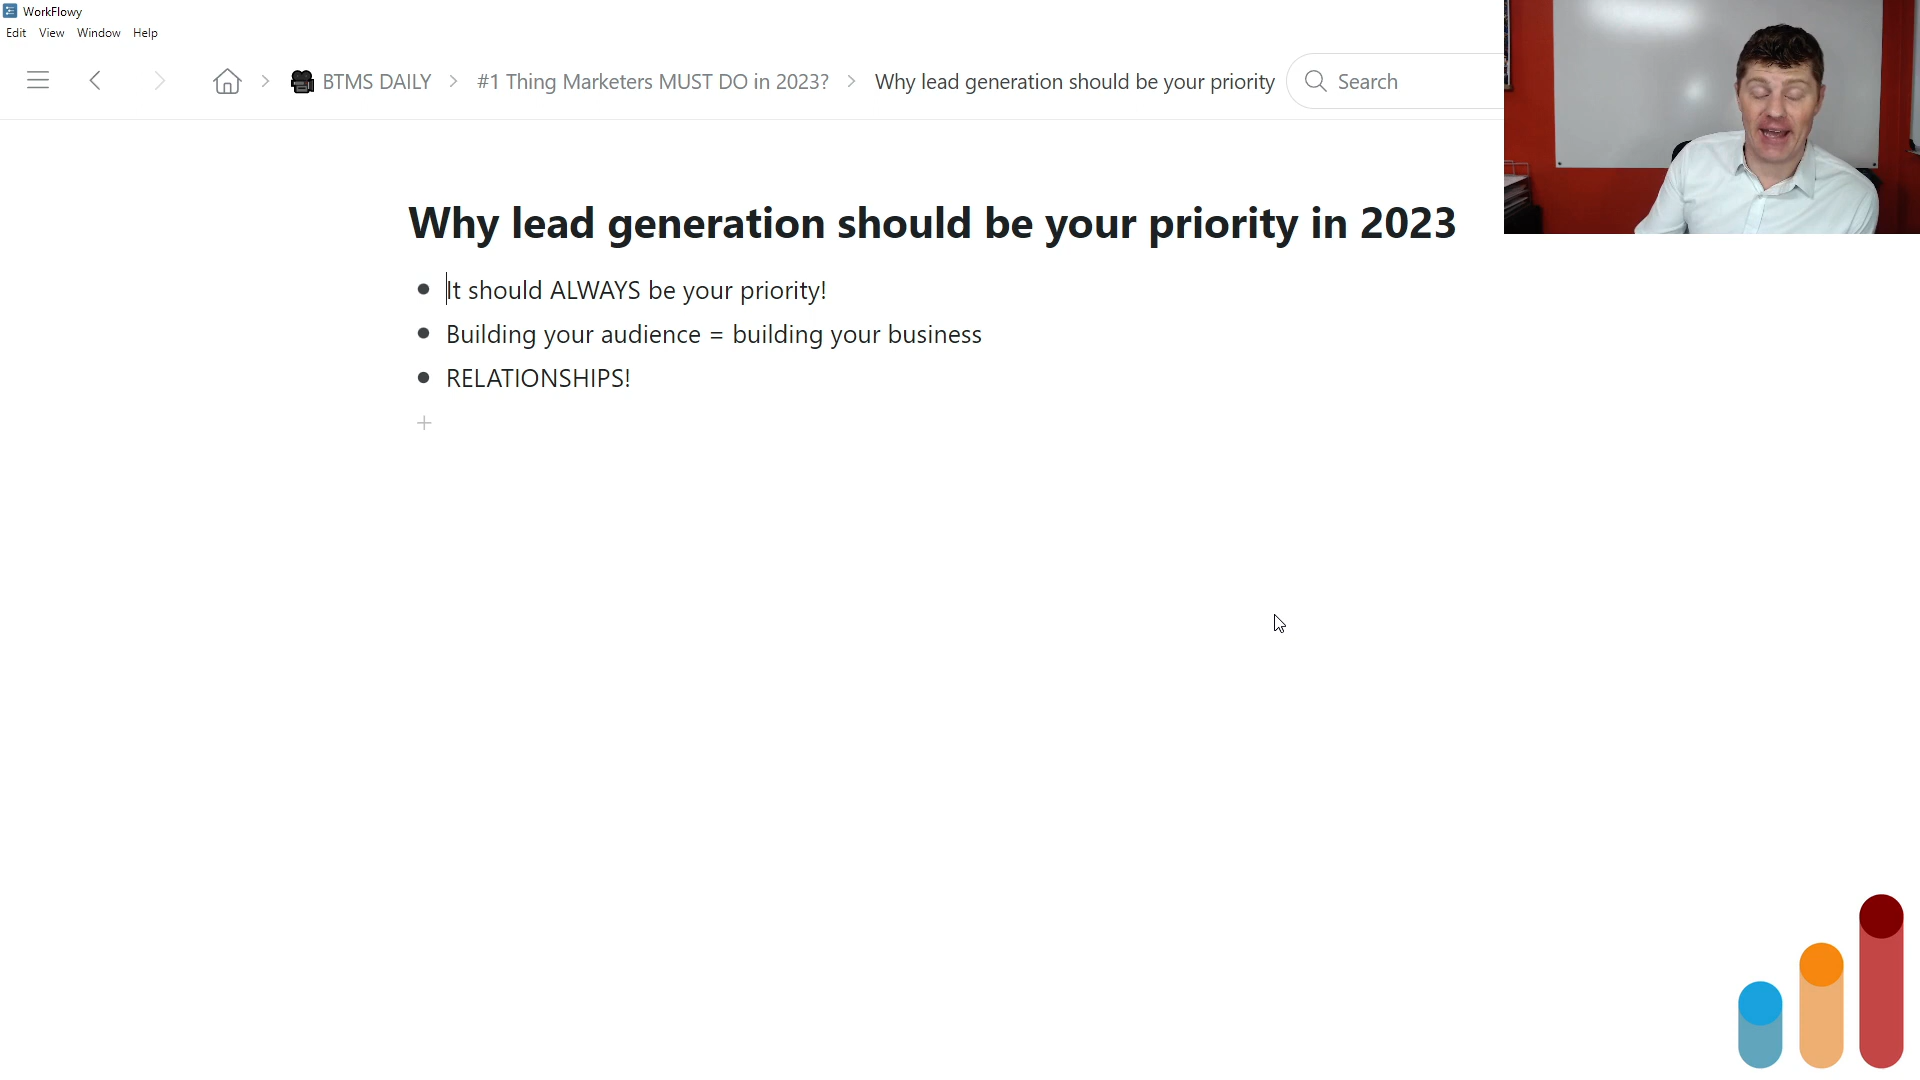 WorkFlowy
Edit View Window Help
BTMS DAILY > #1 Thing Marketers MUST DO in 2023? > Why lead generation should be your priority
Search
Why lead generation should be your priority in 2023
It should ALWAYS be your priority!
Building your audience = building your business
RELATIONSHIPS!